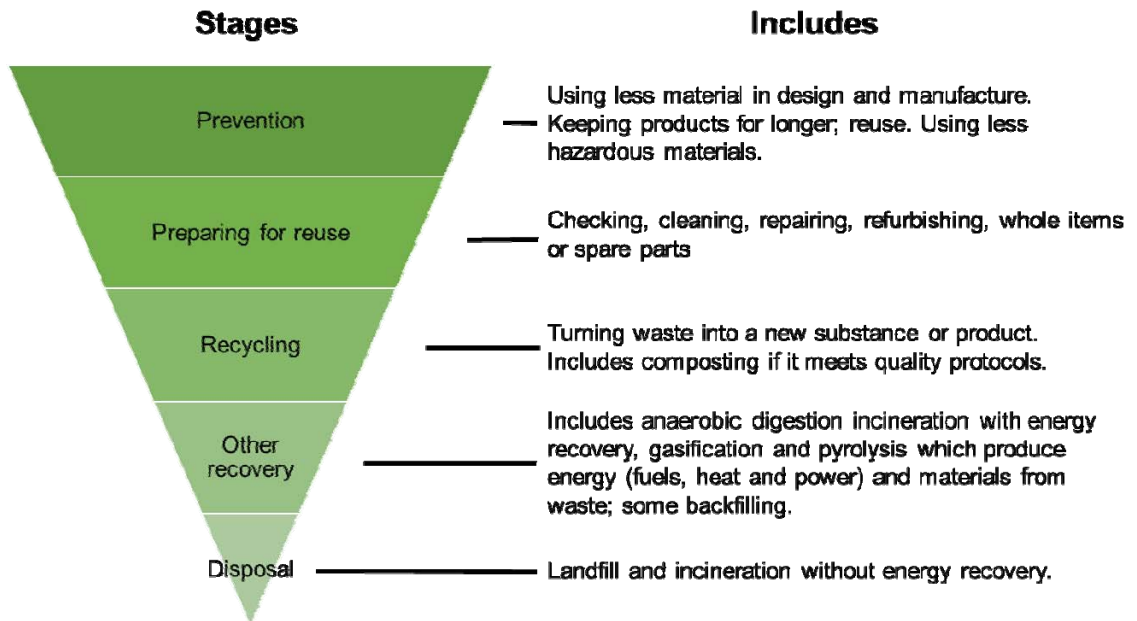 Stages
Includes
Prevention
Using less material in design and manufacture.
Keeping products for longer; reuse. Using less
hazardous materials.
Preparing for reuse
Checking, cleaning, repairing, refurbishing, whole items
or spare parts
Recycling
Turning waste into a new substance or product.
Includes composting if it meets quality protocols.
Other
recovery
Includes anaerobic digestion incineration with energy
recovery, gasification and pyrolysis which produce
energy (fuels, heat and power) and materials from
waste; some backfilling.
Disposal
Landfill and incineration without energy recovery.